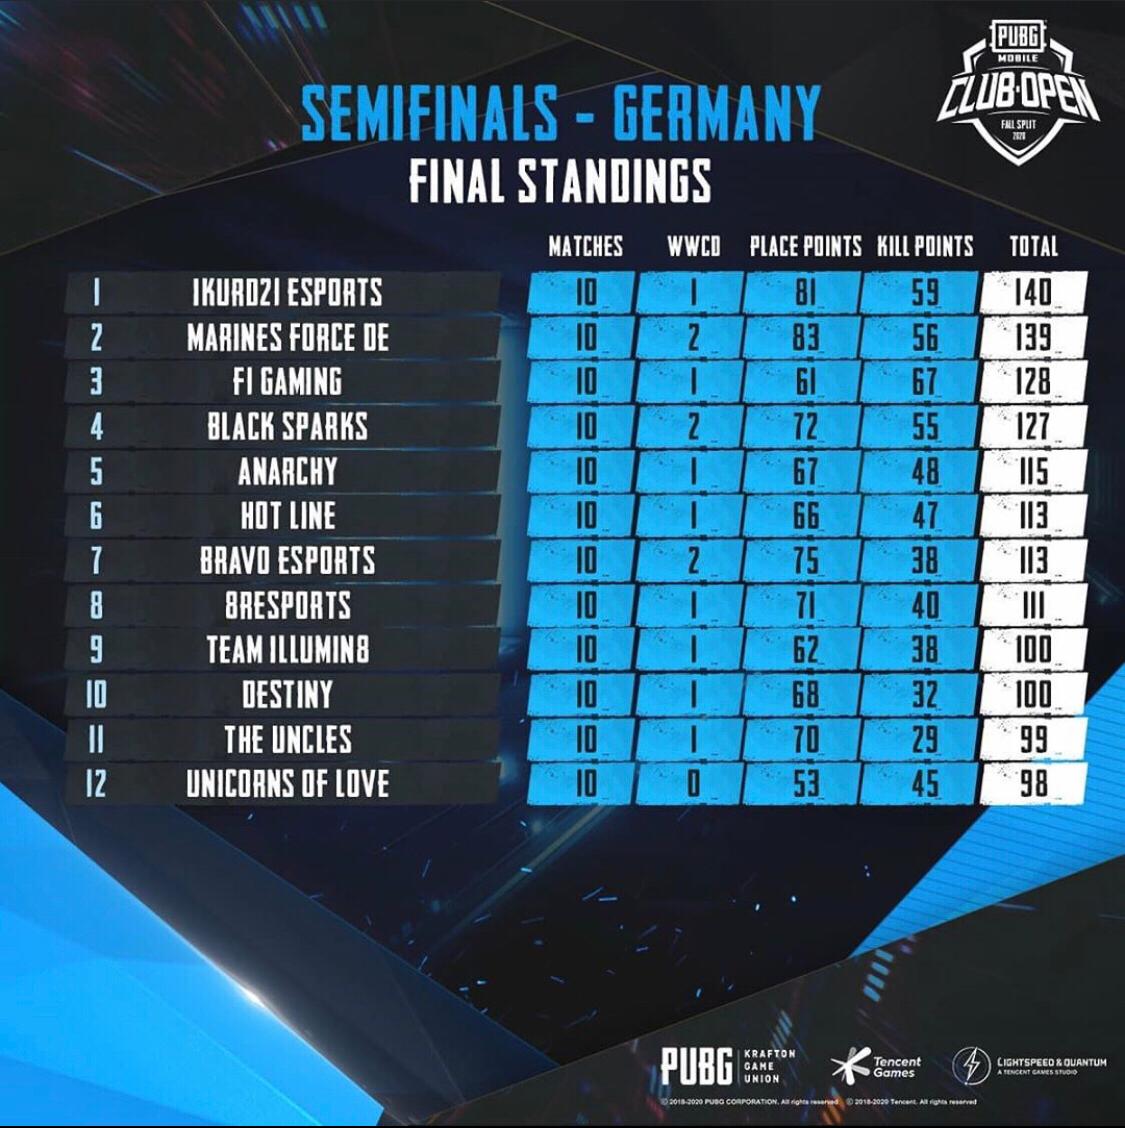 PUBG
MOBILE
CLUB·OPEN
FALL SPLIT
2020
SEMIFINALS - GERMANY
FINAL STANDINGS
MATCHES WWCD PLACE POINTS KILL POINTS TOTAL
1 1KURD21 ESPORTS 10 1 81 59 140
2 MARINES FORCE DE 10 2 83 56 139
3 F1 GAMING 10 1 61 67 128
4 BLACK SPARKS 10 2 72 55 127
5 ANARCHY 10 1 67 48 115
6 HOT LINE 10 1 66 47 113
7 BRAVO ESPORTS 10 2 75 38 113
8 8RESPORTS 10 1 71 40 111
9 TEAM ILLUMIN8 10 1 62 38 100
10 DESTINY 10 1 68 32 100
11 THE UNCLES 10 1 70 29 99
12 UNICORNS OF LOVE 10 0 53 45 98
PUBG KRAFTON GAME UNION
Tencent Games
LIGHTSPEED & QUANTUM
A TENCENT GAMES STUDIO
© 2018-2020 PUBG CORPORATION. All rights reserved © 2018-2020 Tencent. All rights reserved